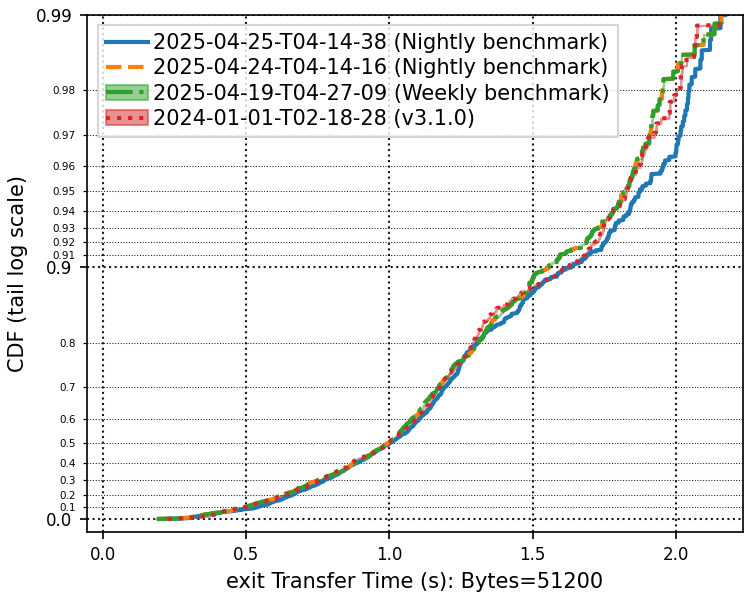 0.99
2025-04-25-T04-14-38 (Nightly benchmark)
2025-04-24-T04-14-16 (Nightly benchmark)
2025-04-19-T04-27-09 (Weekly benchmark)
2024-01-01-T02-18-28 (v3.1.0)
0.98
0.97
0.96
0.95
0.94
0.93
0.92
0.91
0.9
0.8
0.7
0.6
0.5
0.4
0.3
0.2
0.1
0.0
CDF (tail log scale)
0.0 0.5 1.0 1.5 2.0
exit Transfer Time (s): Bytes=51200